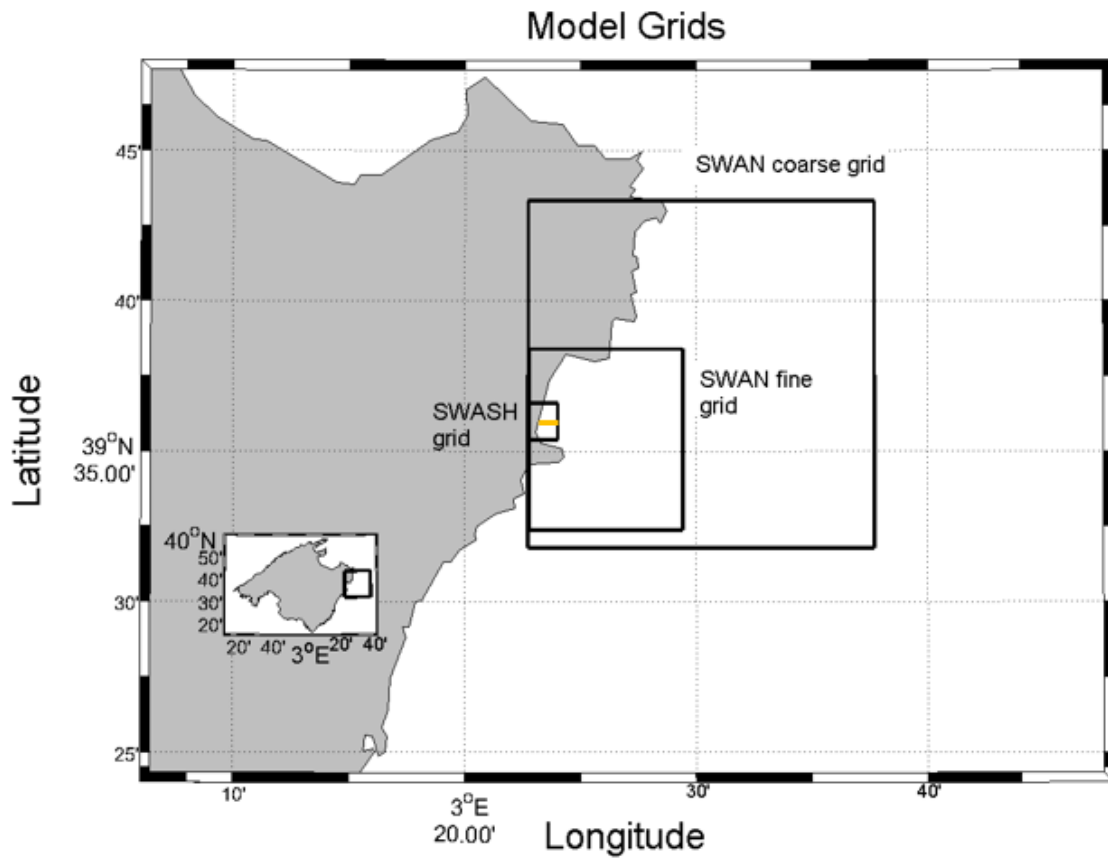 Model Grids
45'
SWAN coarse grid
40'
SWAN fine
grid
SWASH
grid
Latitude
39°N
35.00'
40°N
50'
40'
30'
20'
20' 40' 3°E 20' 40'
30'
25'
10'
3°E
20.00'
30'
40'
Longitude